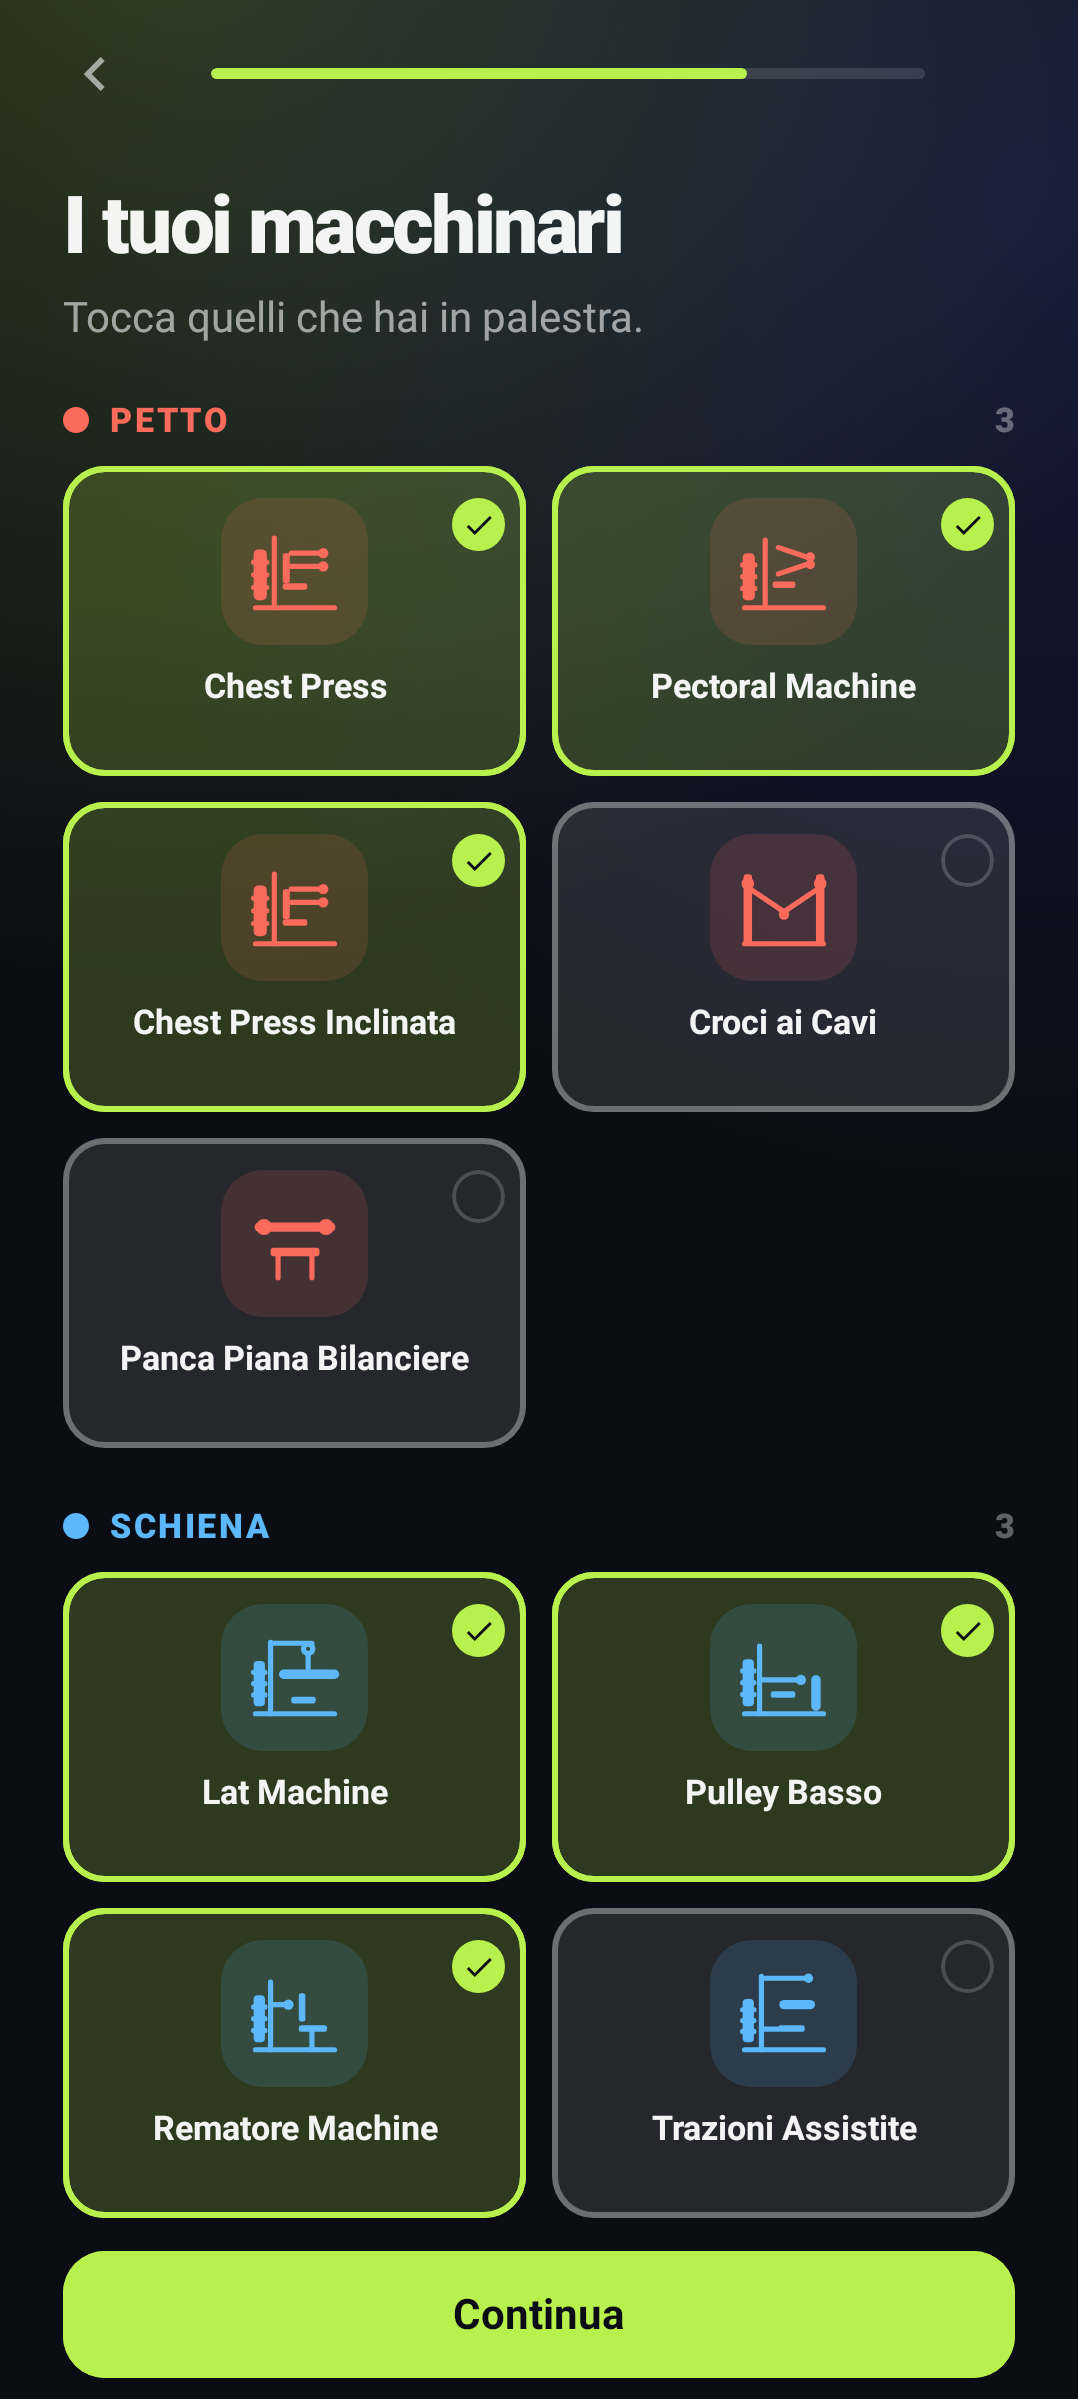 I tuoi macchinari
Tocca quelli che hai in palestra.
PETTO 3
Chest Press
Pectoral Machine
Chest Press Inclinata
Croci ai Cavi
Panca Piana Bilanciere
SCHIENA 3
Lat Machine
Pulley Basso
Rematore Machine
Trazioni Assistite
Continua